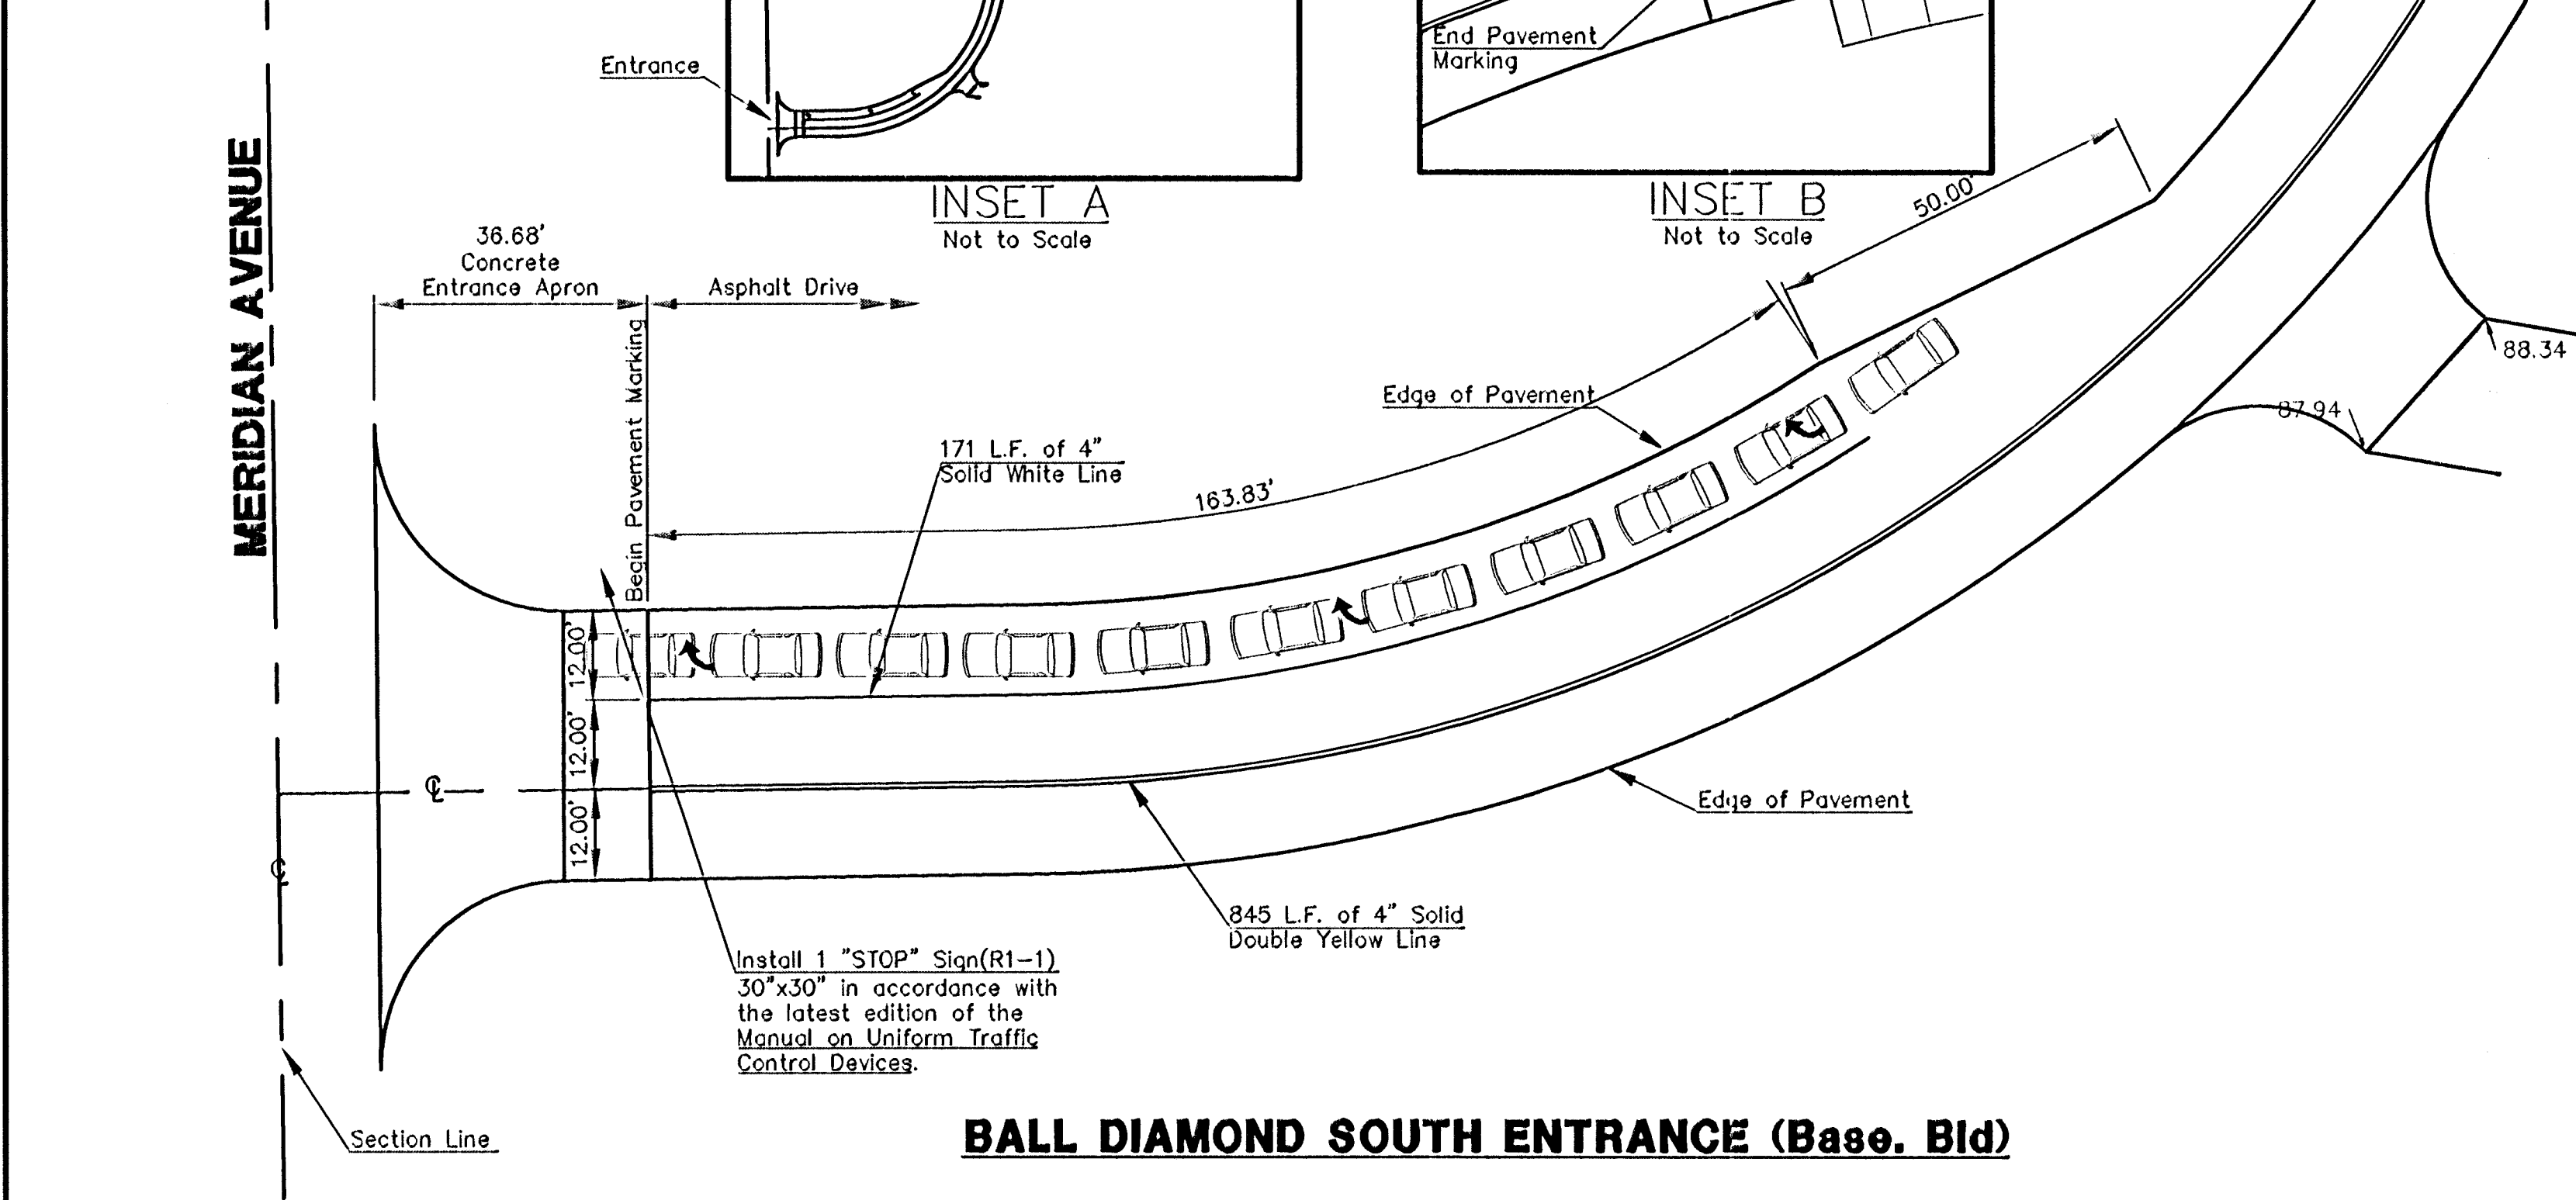 Entrance
INSET A
Not to Scale
End Pavement
Marking
INSET B
Not to Scale
MERIDIAN AVENUE
36.68'
Concrete
Entrance Apron
Asphalt Drive
Begin Pavement Marking
50.00'
163.83'
171 L.F. of 4"
Solid White Line
Edge of Pavement
88.34
87.94
12.00'
12.00'
12.00'
℄
℄
Edge of Pavement
845 L.F. of 4" Solid
Double Yellow Line
Install 1 "STOP" Sign(R1-1)
30"x30" in accordance with
the latest edition of the
Manual on Uniform Traffic
Control Devices.
Section Line
BALL DIAMOND SOUTH ENTRANCE (Base. Bid)